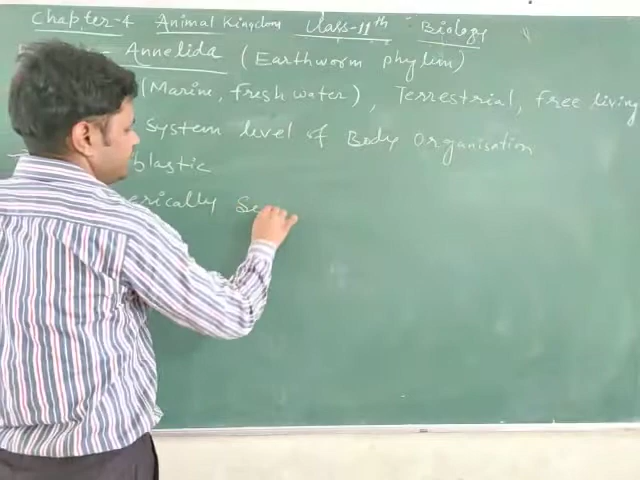 Chapter-4 Animal Kingdom Class-11th Biology
- Annelida (Earthworm phylum)
(Marine, fresh water), Terrestrial, free living
System level of Body Organisation
blastic
erically Se